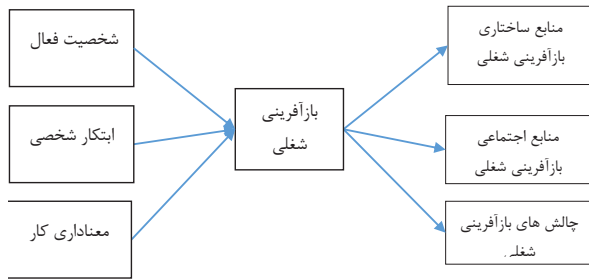 شخصیت فعال
ابتکار شخصی
معناداری کار
بازآفرینی
شغلی
منابع ساختاری
بازآفرینی شغلی
منابع اجتماعی
بازآفرینی شغلی
چالش های بازآفرینی
شغلی